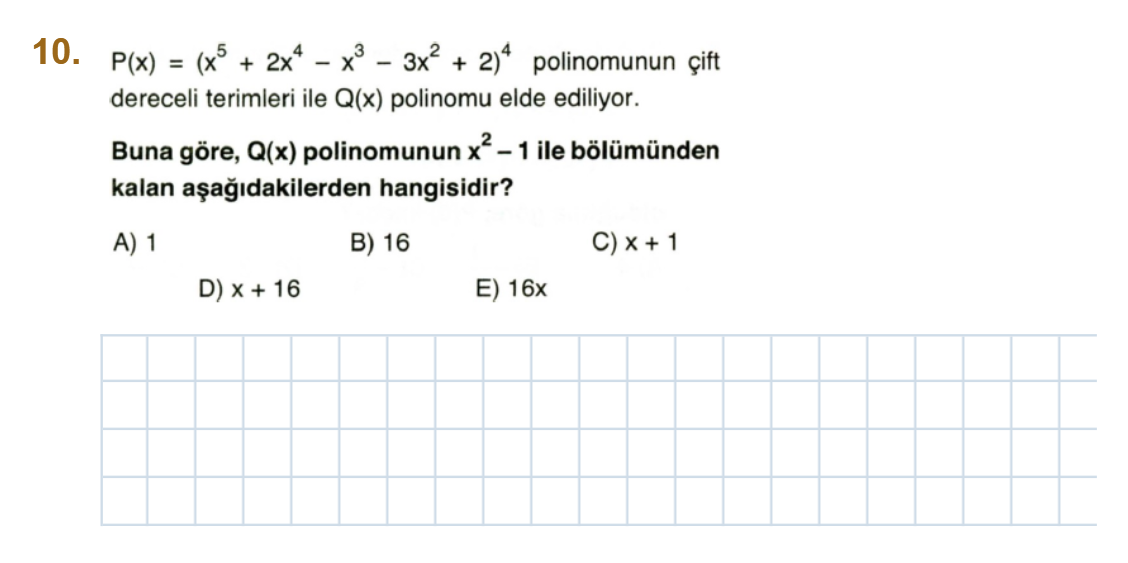 10. P(x) = (x⁵ + 2x⁴ – x³ – 3x² + 2)⁴ polinomunun çift
dereceli terimleri ile Q(x) polinomu elde ediliyor.
Buna göre, Q(x) polinomunun x² – 1 ile bölümünden
kalan aşağıdakilerden hangisidir?
A) 1 B) 16 C) x + 1
D) x + 16 E) 16x